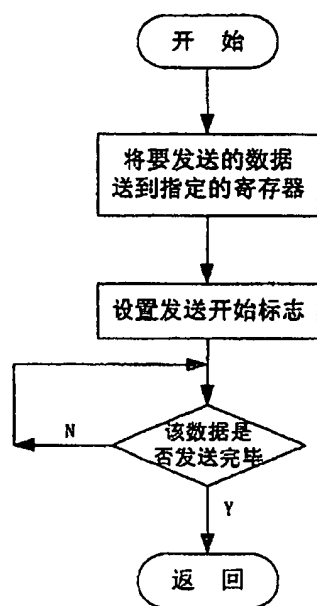 开 始
将要发送的数据
送到指定的寄存器
设置发送开始标志
N
该数据是
否发送完毕
Y
返 回